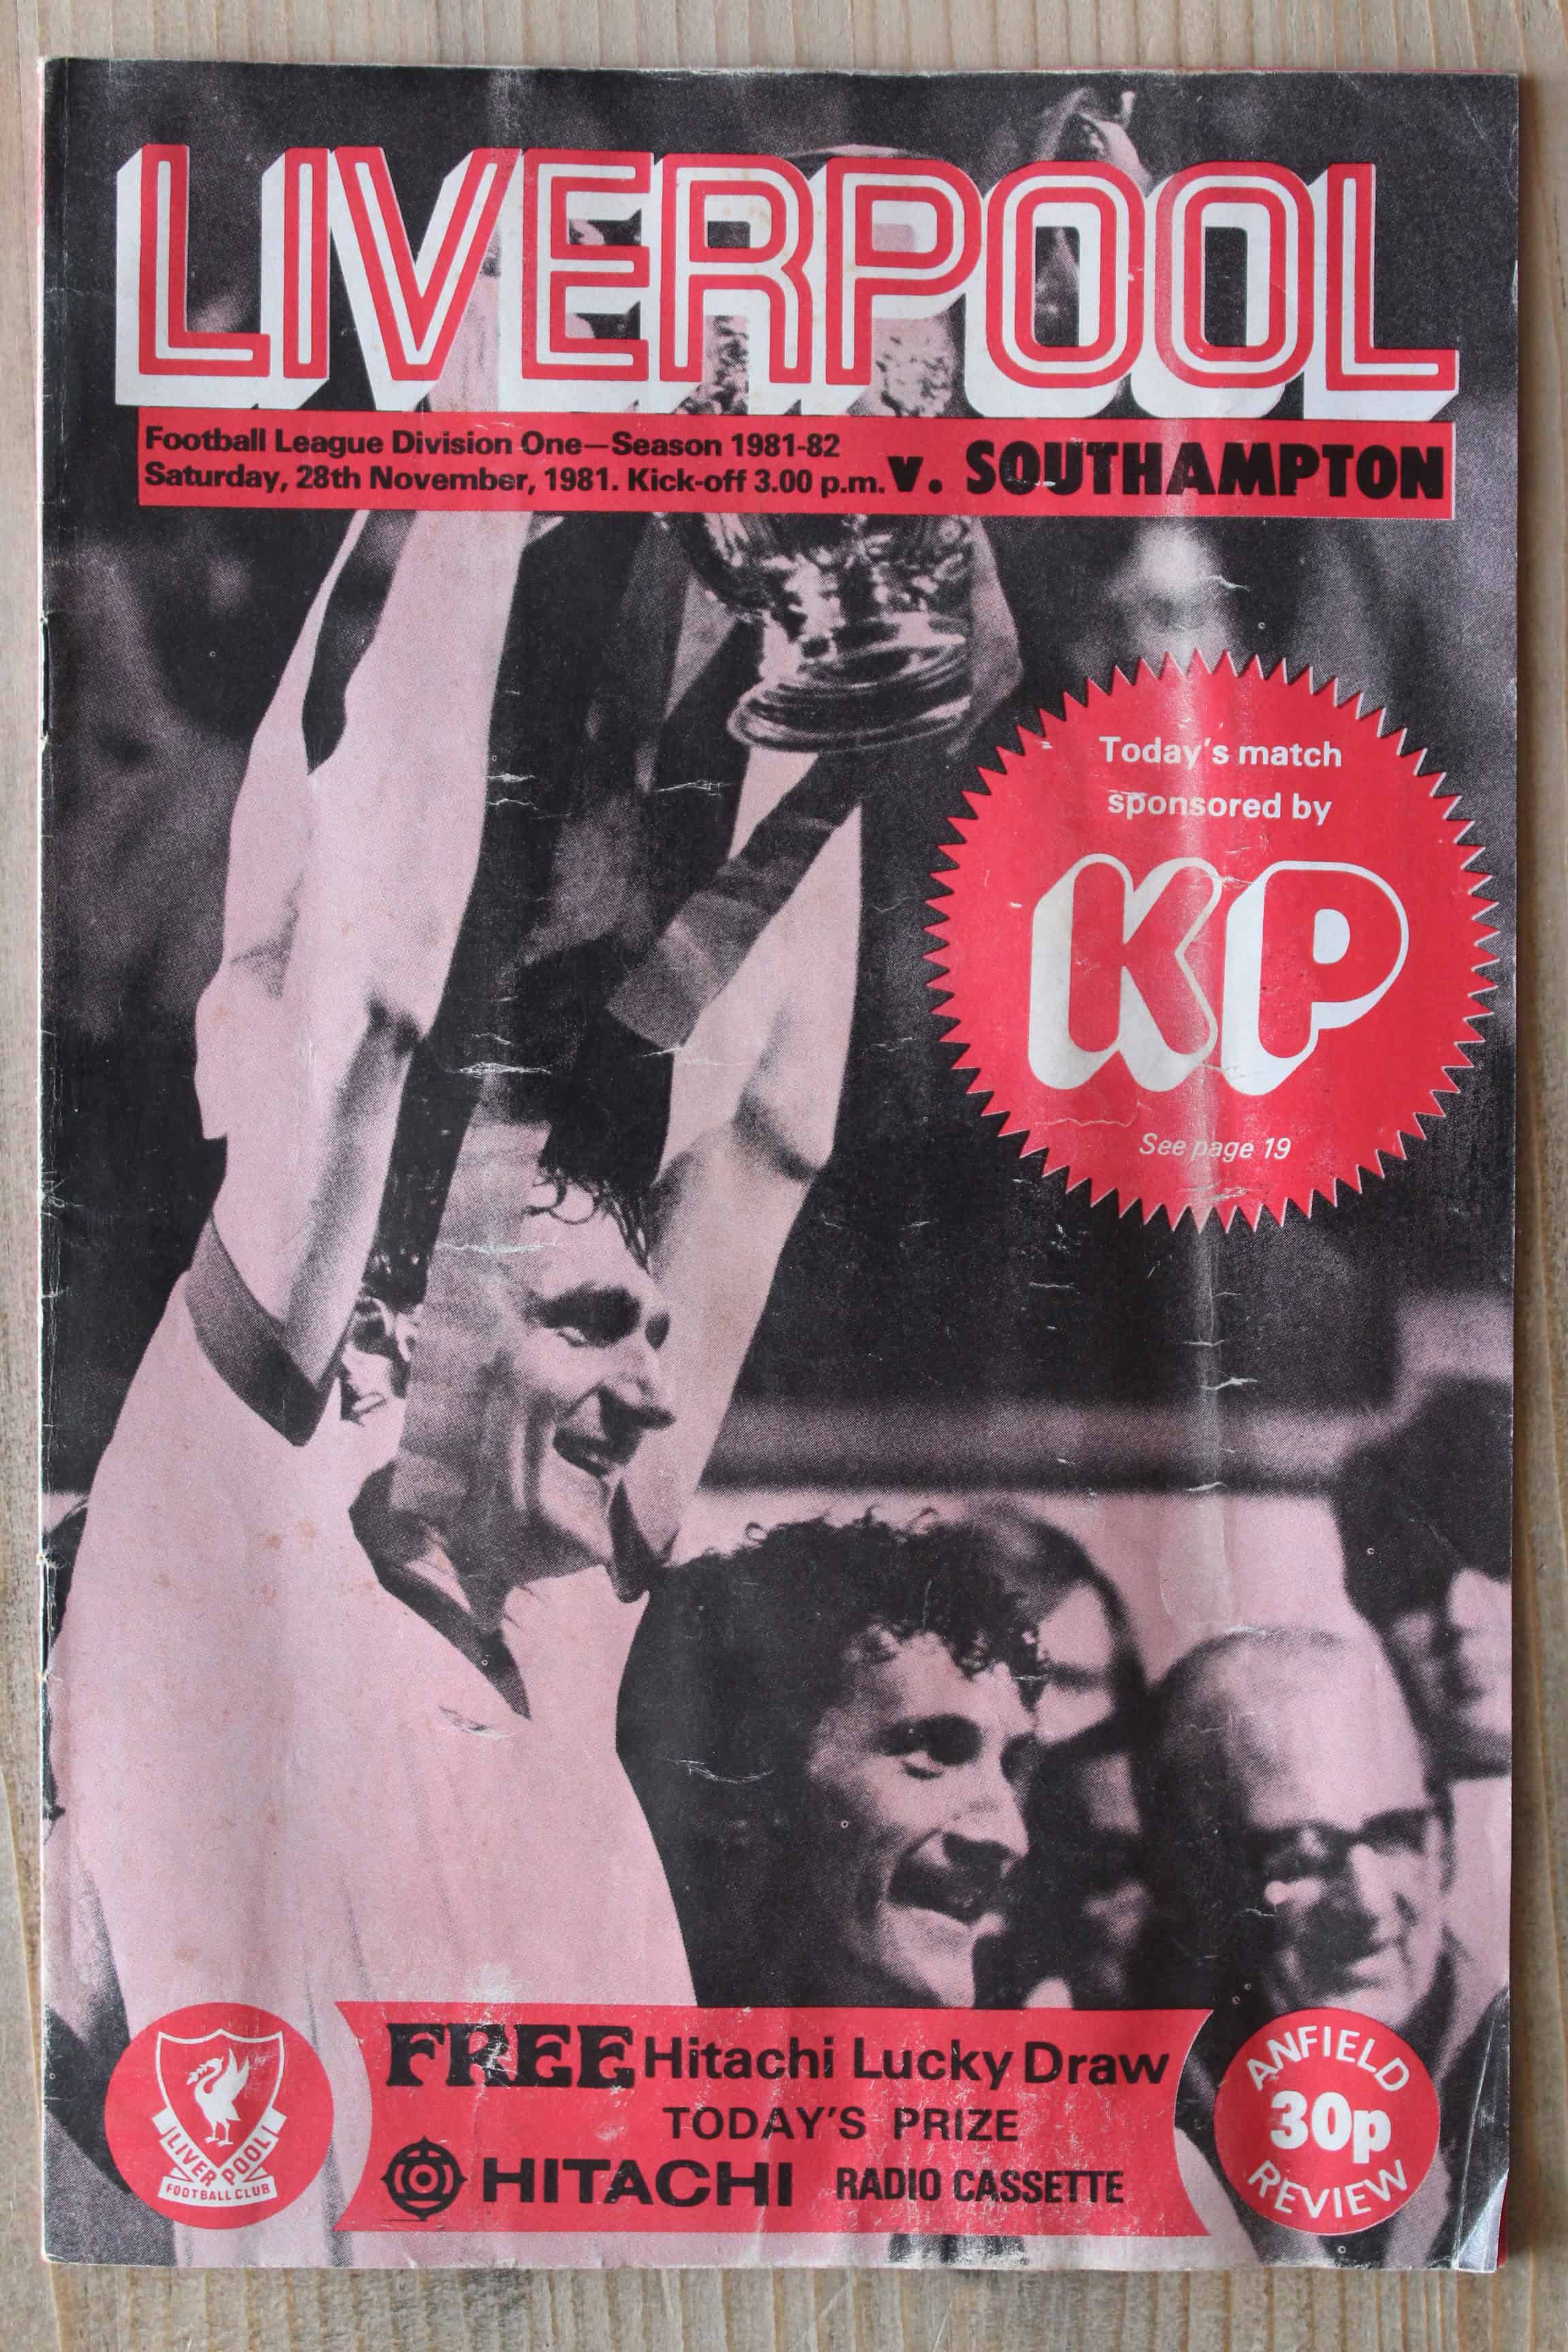 LIVERPOOL
Football League Division One—Season 1981-82
Saturday, 28th November, 1981. Kick-off 3.00 p.m.
v. SOUTHAMPTON
Today's match
sponsored by
KP
See page 19
LIVERPOOL
FOOTBALL CLUB
FREE Hitachi Lucky Draw
TODAY'S PRIZE
HITACHI RADIO CASSETTE
ANFIELD
30p
REVIEW